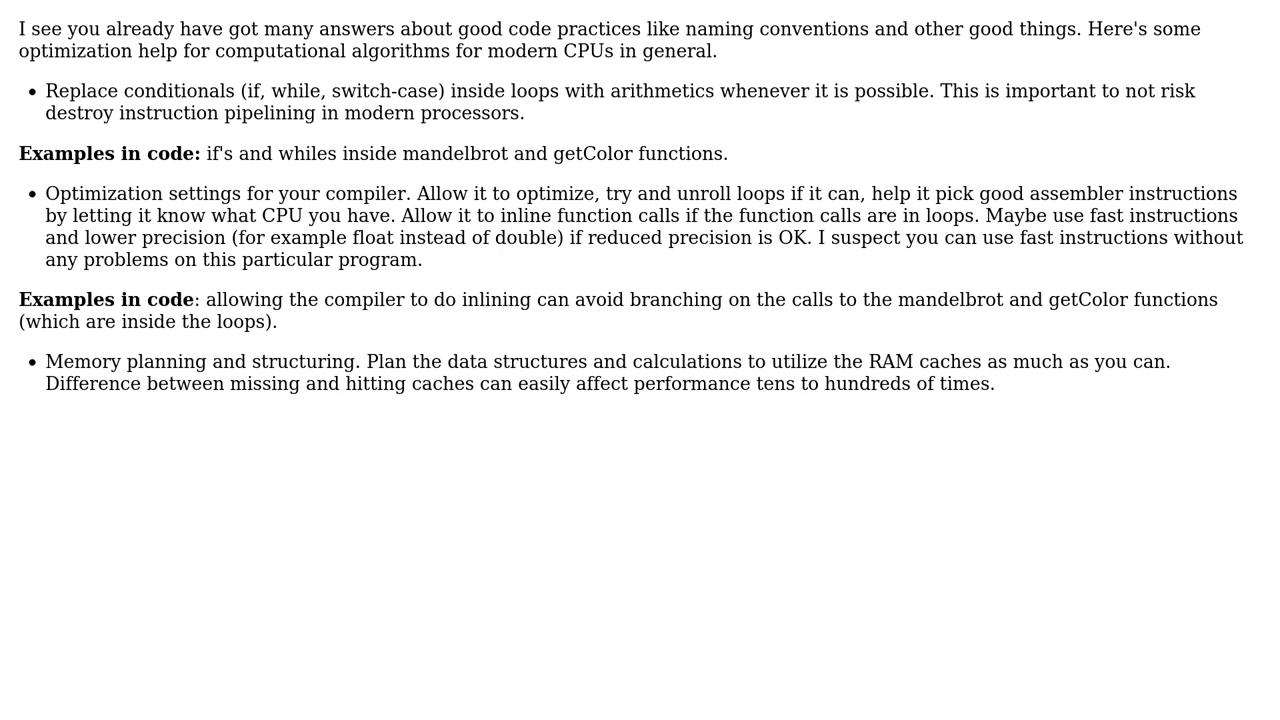 I see you already have got many answers about good code practices like naming conventions and other good things. Here's some
optimization help for computational algorithms for modern CPUs in general.
• Replace conditionals (if, while, switch-case) inside loops with arithmetics whenever it is possible. This is important to not risk
destroy instruction pipelining in modern processors.
Examples in code: if's and whiles inside mandelbrot and getColor functions.
• Optimization settings for your compiler. Allow it to optimize, try and unroll loops if it can, help it pick good assembler instructions
by letting it know what CPU you have. Allow it to inline function calls if the function calls are in loops. Maybe use fast instructions
and lower precision (for example float instead of double) if reduced precision is OK. I suspect you can use fast instructions without
any problems on this particular program.
Examples in code: allowing the compiler to do inlining can avoid branching on the calls to the mandelbrot and getColor functions
(which are inside the loops).
• Memory planning and structuring. Plan the data structures and calculations to utilize the RAM caches as much as you can.
Difference between missing and hitting caches can easily affect performance tens to hundreds of times.